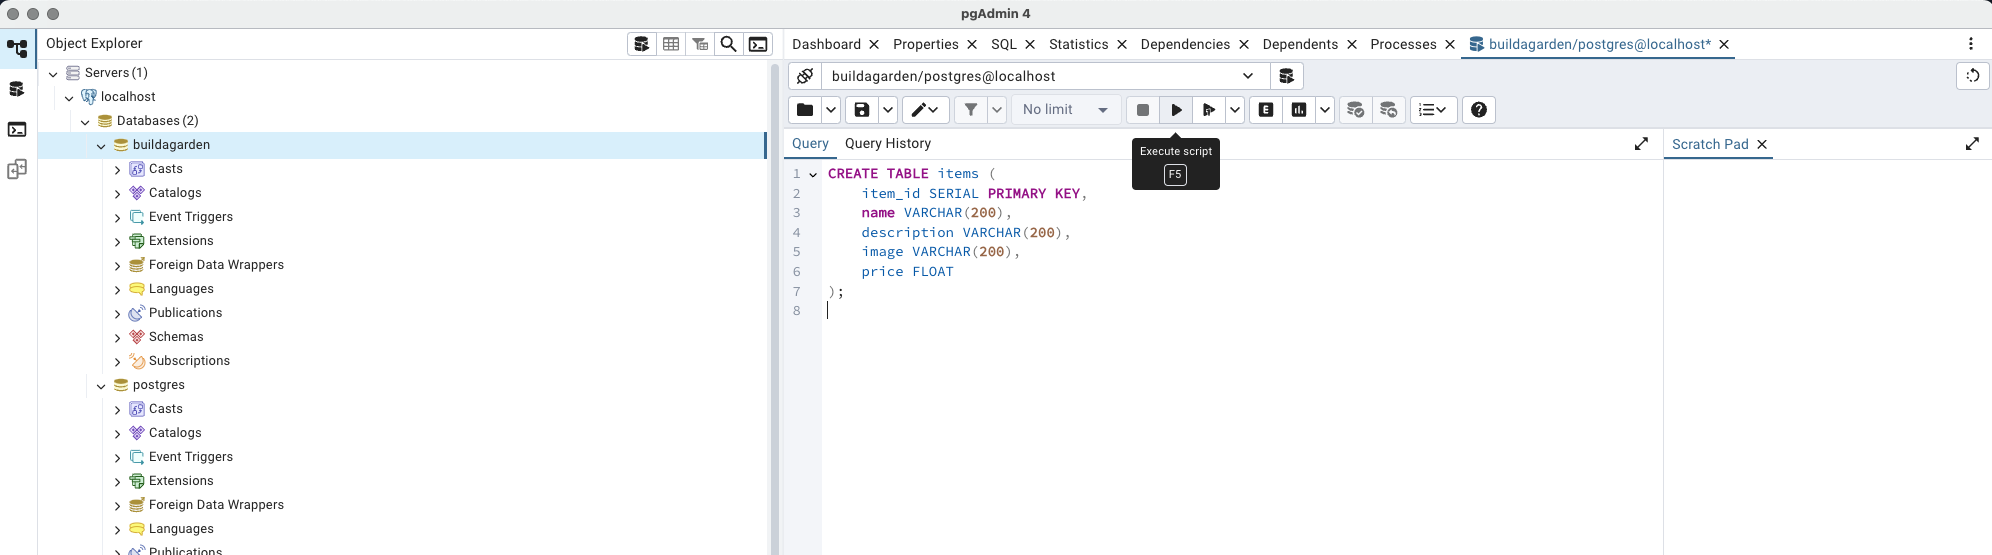 pgAdmin 4
Object Explorer
Servers (1)
localhost
Databases (2)
buildagarden
Casts
Catalogs
Event Triggers
Extensions
Foreign Data Wrappers
Languages
Publications
Schemas
Subscriptions
postgres
Casts
Catalogs
Event Triggers
Extensions
Foreign Data Wrappers
Languages
Publications
Dashboard Properties SQL Statistics Dependencies Dependents Processes buildagarden/postgres@localhost*
buildagarden/postgres@localhost
No limit E
Query Query History
Execute script
F5
Scratch Pad
1 CREATE TABLE items (
2 item_id SERIAL PRIMARY KEY,
3 name VARCHAR(200),
4 description VARCHAR(200),
5 image VARCHAR(200),
6 price FLOAT
7 );
8